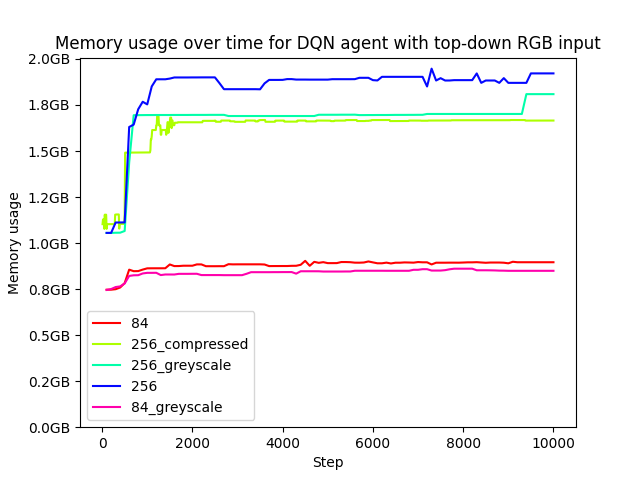 Memory usage over time for DQN agent with top-down RGB input
2.0GB
1.8GB
1.5GB
1.2GB
1.0GB
0.8GB
0.5GB
0.2GB
0.0GB
Memory usage
84
256_compressed
256_greyscale
256
84_greyscale
0 2000 4000 6000 8000 10000
Step